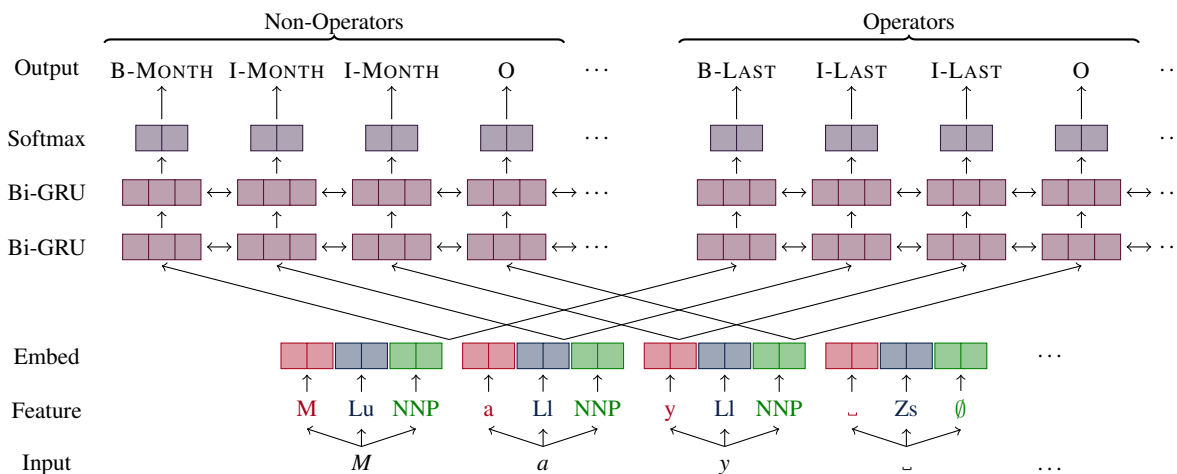 Non-Operators Operators
Output B-MONTH I-MONTH I-MONTH O ... B-LAST I-LAST I-LAST O ..
Softmax ... ..
Bi-GRU ... ..
Bi-GRU ... ..
Embed ...
Feature M Lu NNP a Ll NNP y Ll NNP ␣ Zs ∅
Input M a y ␣ ...